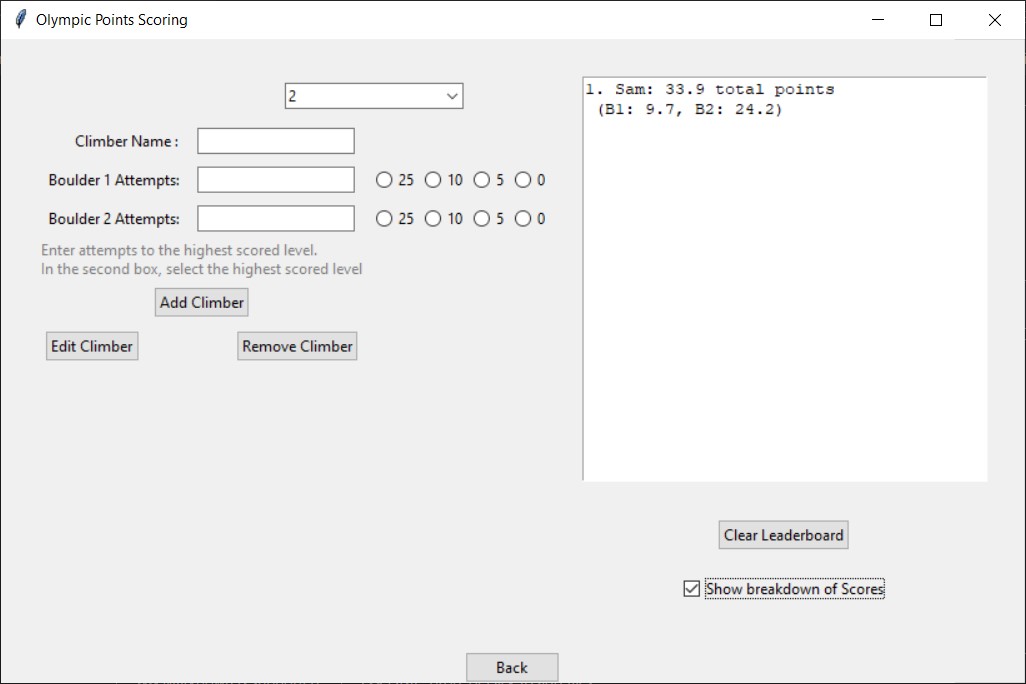 Olympic Points Scoring
2
Climber Name :
Boulder 1 Attempts:
25 10 5 0
Boulder 2 Attempts:
25 10 5 0
Enter attempts to the highest scored level.
In the second box, select the highest scored level
Add Climber
Edit Climber
Remove Climber
1. Sam: 33.9 total points
(B1: 9.7, B2: 24.2)
Clear Leaderboard
Show breakdown of Scores
Back